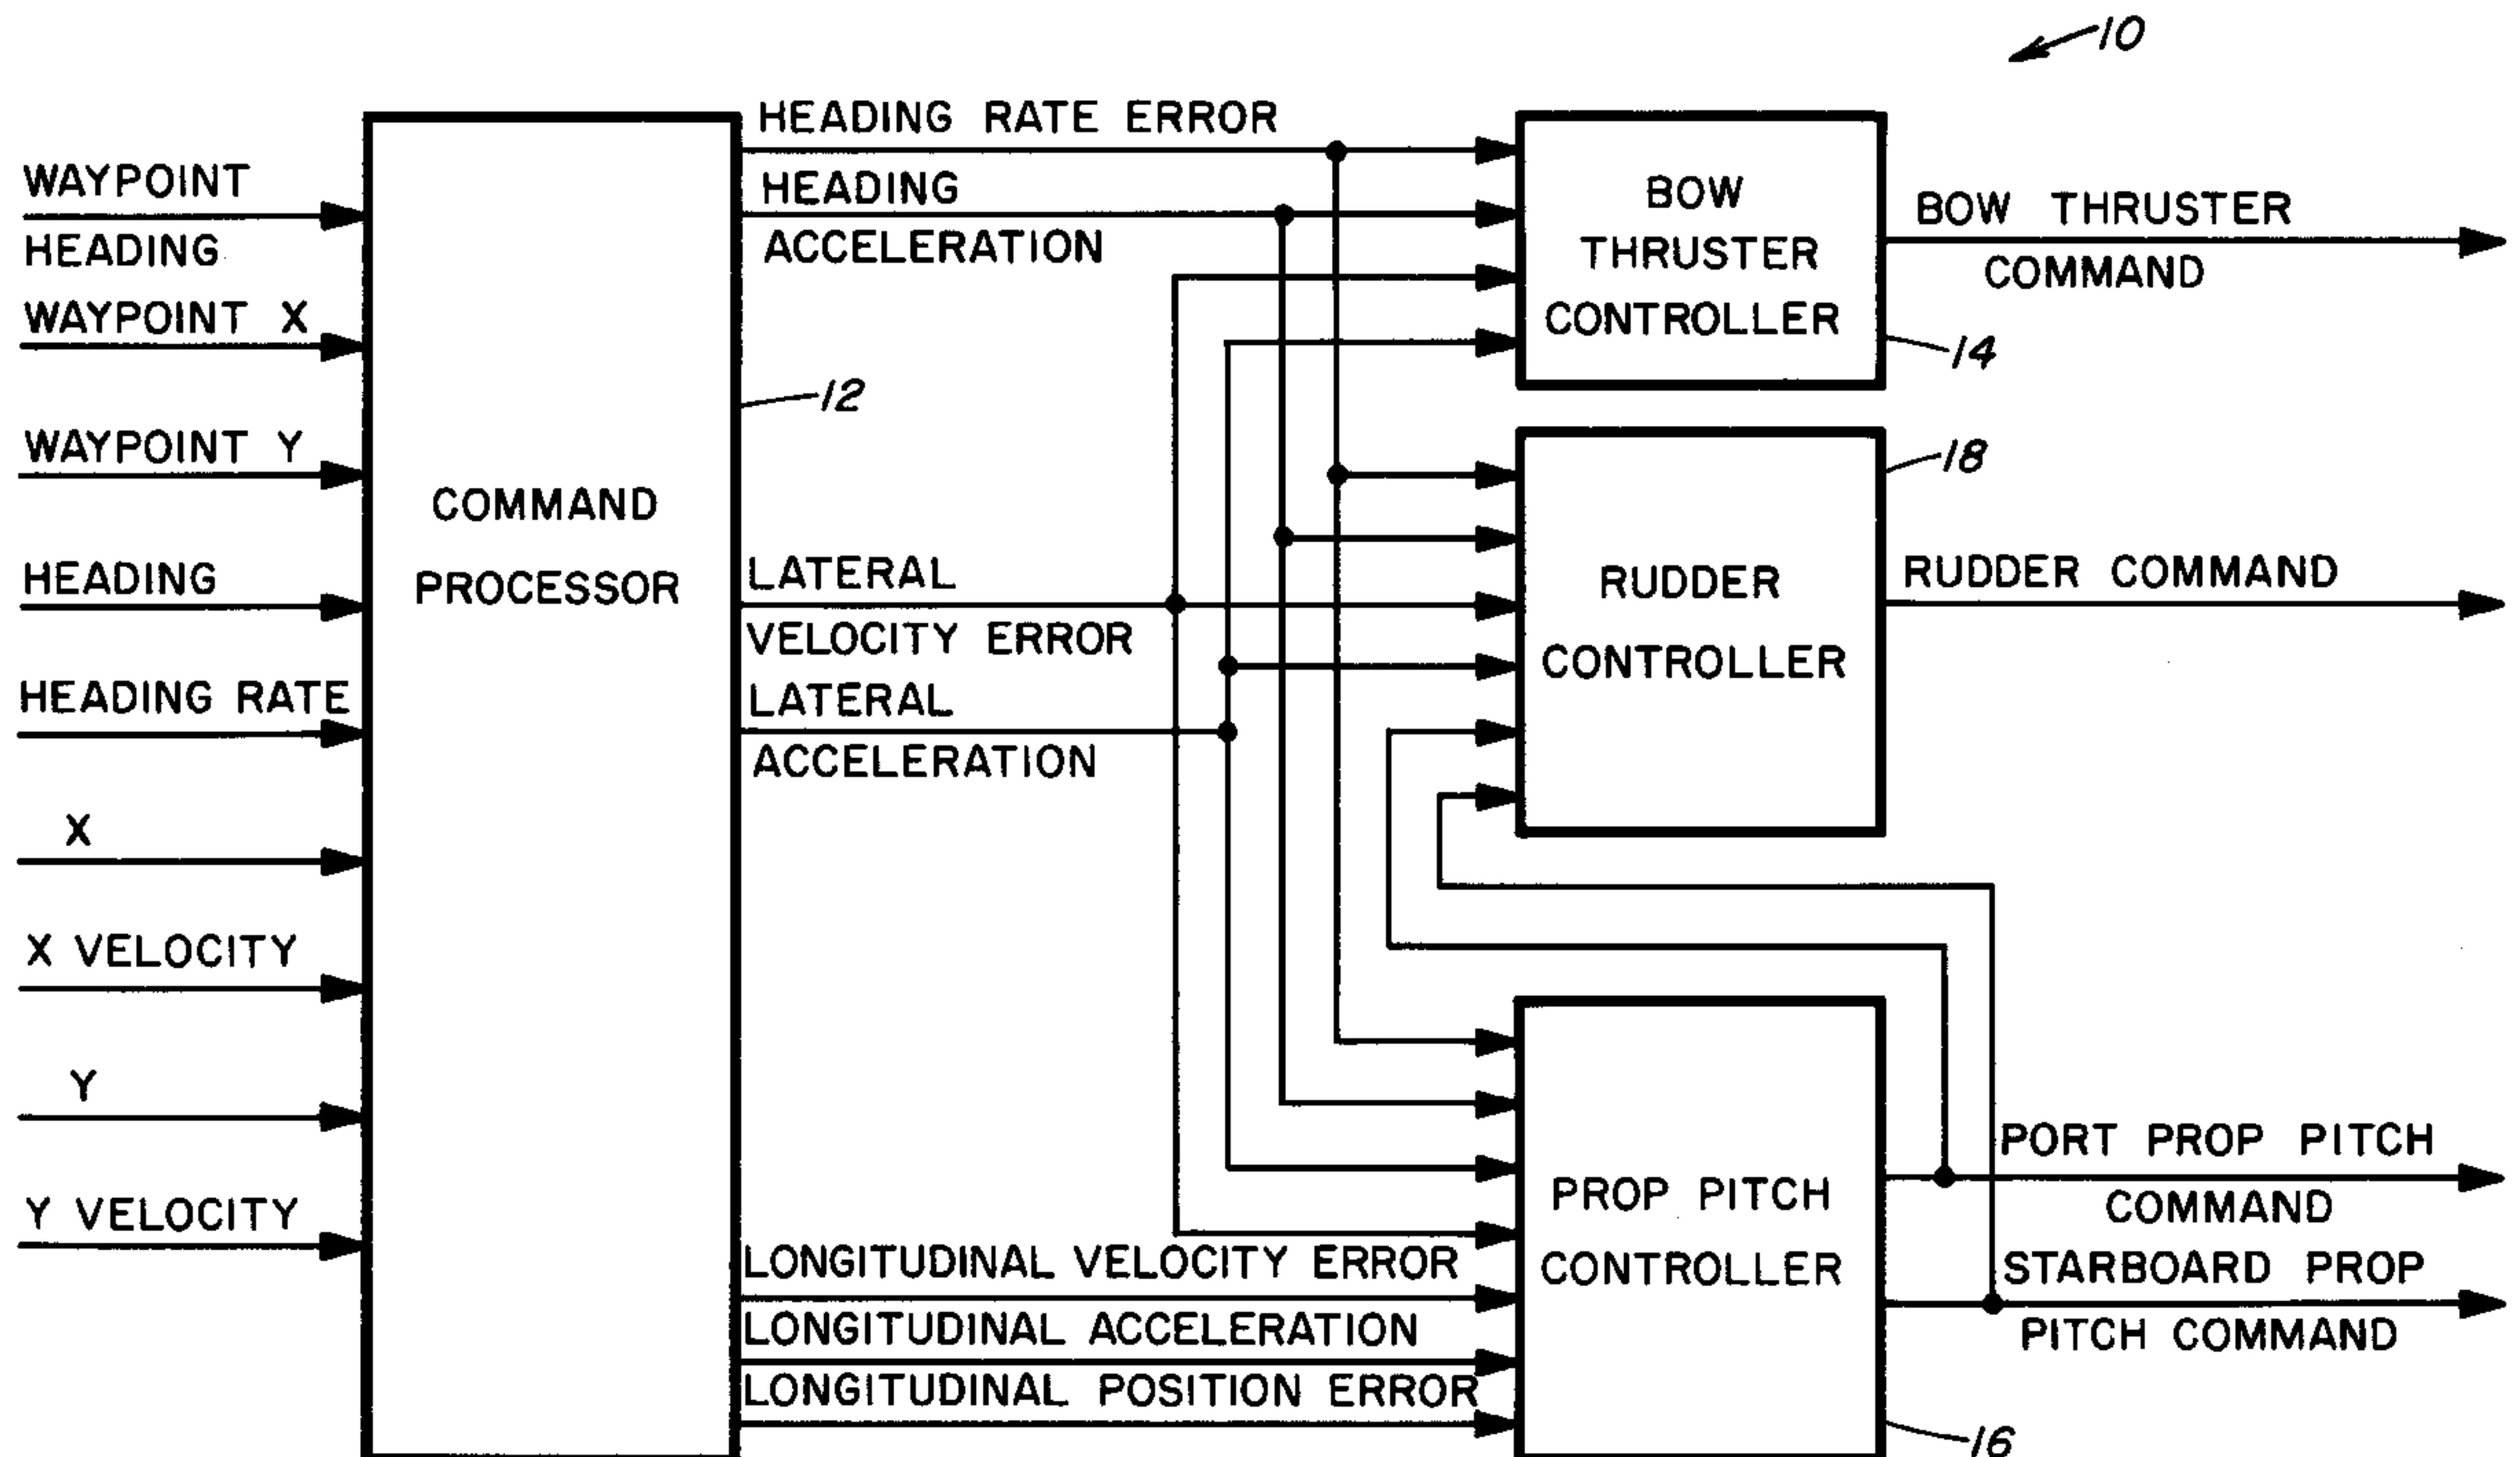 10
WAYPOINT
HEADING
WAYPOINT X
WAYPOINT Y
HEADING
HEADING RATE
X
X VELOCITY
Y
Y VELOCITY
COMMAND
PROCESSOR
12
HEADING RATE ERROR
HEADING
ACCELERATION
LATERAL
VELOCITY ERROR
LATERAL
ACCELERATION
LONGITUDINAL VELOCITY ERROR
LONGITUDINAL ACCELERATION
LONGITUDINAL POSITION ERROR
BOW
THRUSTER
CONTROLLER
14
BOW THRUSTER
COMMAND
18
RUDDER
CONTROLLER
RUDDER COMMAND
PROP PITCH
CONTROLLER
16
PORT PROP PITCH
COMMAND
STARBOARD PROP
PITCH COMMAND